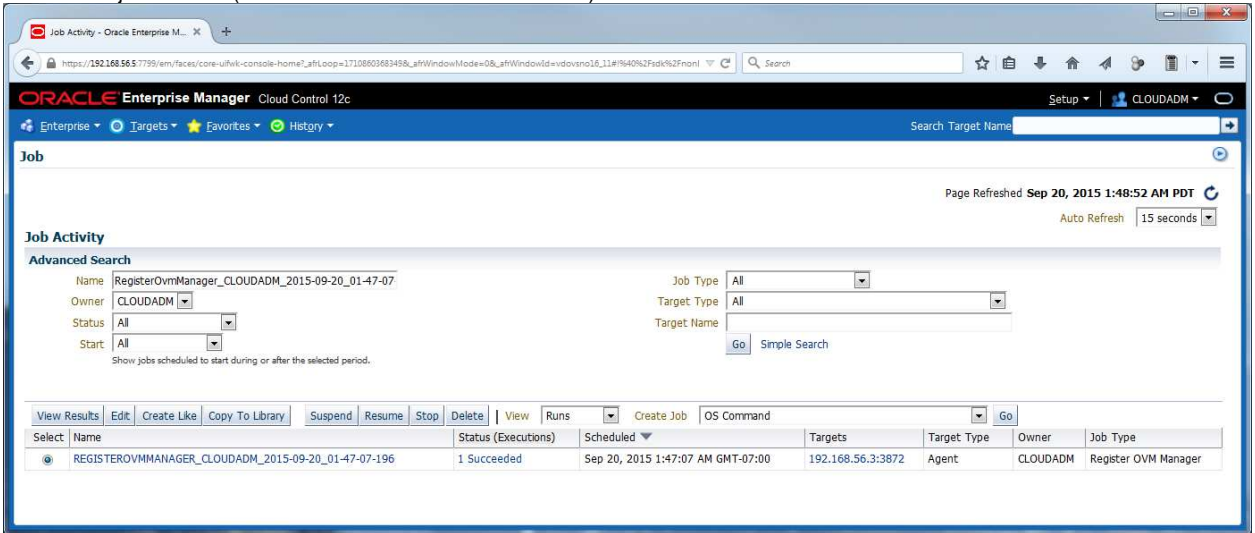 Job Activity - Oracle Enterprise M...
https://192.168.56.5:7799/em/faces/core-uifwk-console-home?_afrLoop=17108603683498&_afrWindowMode=0&_afrWindowId=vdovsno16_11#!%40%2Fsdk%2Fnonl
Search
ORACLE Enterprise Manager Cloud Control 12c
Setup
CLOUDADM
Enterprise Targets Favorites History
Search Target Name
Job
Page Refreshed Sep 20, 2015 1:48:52 AM PDT
Auto Refresh 15 seconds
Job Activity
Advanced Search
Name RegisterOvmManager_CLOUDADM_2015-09-20_01-47-07
Job Type All
Owner CLOUDADM
Target Type All
Status All
Target Name
Start All
Go Simple Search
Show jobs scheduled to start during or after the selected period.
View Results Edit Create Like Copy To Library Suspend Resume Stop Delete View Runs Create Job OS Command Go
Select Name Status (Executions) Scheduled Targets Target Type Owner Job Type
REGISTEROVMMANAGER_CLOUDADM_2015-09-20_01-47-07-196 1 Succeeded Sep 20, 2015 1:47:07 AM GMT-07:00 192.168.56.3:3872 Agent CLOUDADM Register OVM Manager